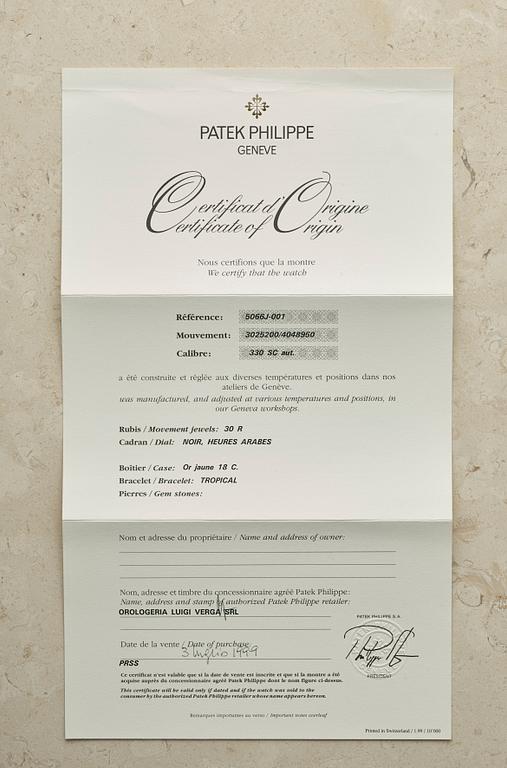 PATEK PHILIPPE
GENEVE
Certificat d'Origine
Certificate of Origin
Nous certifions que la montre
We certify that the watch
Référence: 5066J-001
Mouvement: 3025200/4048950
Calibre: 330 SC aut.
a été construite et réglée aux diverses températures et positions dans nos
ateliers de Genève.
was manufactured, and adjusted at various temperatures and positions, in
our Geneva workshops.
Rubis / Movement jewels: 30 R
Cadran / Dial: NOIR, HEURES ARABES
Boîtier / Case: Or jaune 18 C.
Bracelet / Bracelet: TROPICAL
Pierres / Gem stones:
Nom et adresse du propriétaire / Name and address of owner:
Nom, adresse et timbre du concessionnaire agréé Patek Philippe:
Name, address and stamp of authorized Patek Philippe retailer:
OROLOGERIA LUIGI VERGA SRL
PATEK PHILIPPE S.A.
Date de la vente / Date of purchase
3 luglio 1999
PRSS
PRESIDENT
Ce certificat n'est valable que si la date de vente est inscrite et que si la montre a été
acquise auprès du concessionnaire agréé Patek Philippe dont le nom figure ci-dessus.
This certificate will be valid only if dated and if the watch was sold to the
consumer by the authorized Patek Philippe retailer whose name appears hereon.
Remarques importantes au verso / Important notes overleaf
Printed in Switzerland / 1.99 / 10'000